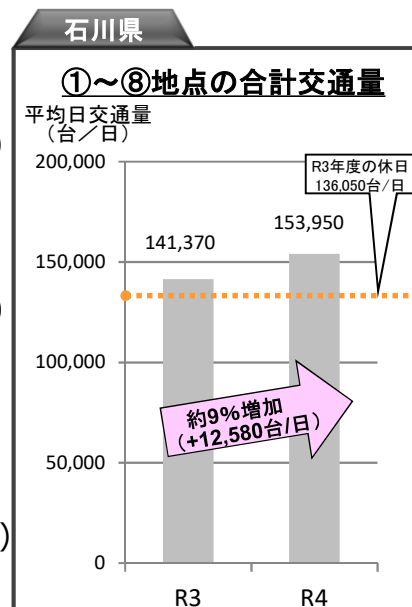 石川県
①～⑧地点の合計交通量
平均日交通量
（台／日）
200,000
R3年度の休日
136,050台/日
153,950
141,370
150,000
100,000
約9%増加
（+12,580台/日）
50,000
0
R3
R4
)
)
)